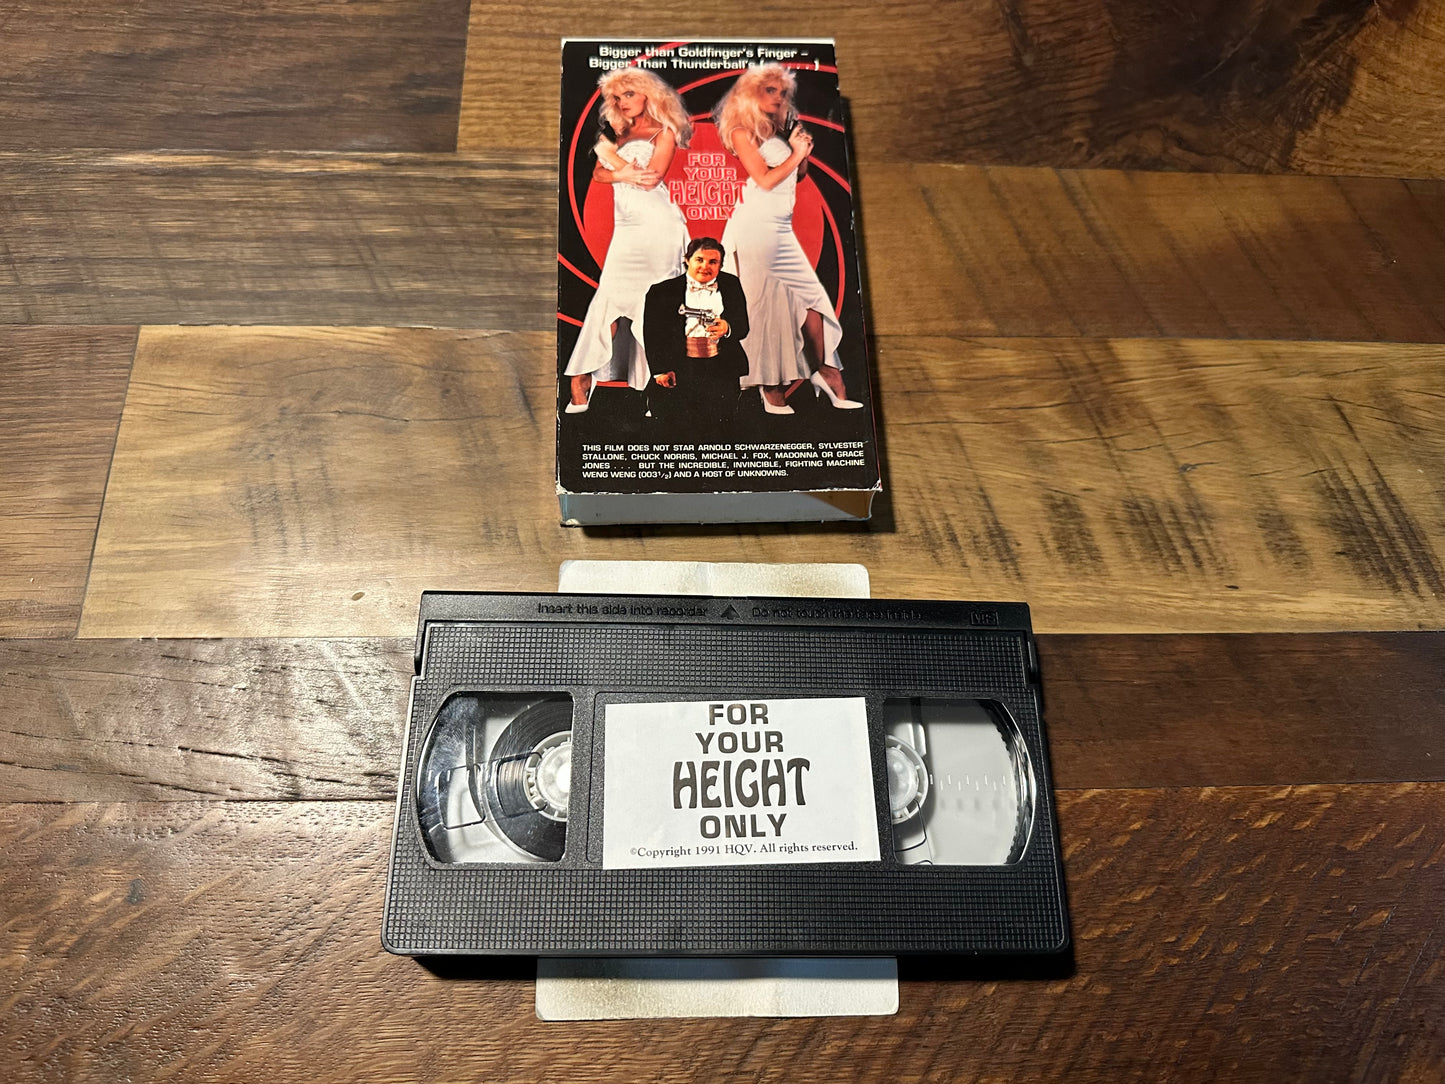 Bigger than Goldfinger's Finger –
Bigger Than Thunderball's (. . . . . .)
FOR
YOUR
HEIGHT
ONLY
THIS FILM DOES NOT STAR ARNOLD SCHWARZENEGGER, SYLVESTER
STALLONE, CHUCK NORRIS, MICHAEL J. FOX, MADONNA OR GRACE
JONES . . . BUT THE INCREDIBLE, INVINCIBLE, FIGHTING MACHINE
WENG WENG (003½) AND A HOST OF UNKNOWNS.
Insert this side into recorder Do not touch the tape inside VHS
FOR
YOUR
HEIGHT
ONLY
©Copyright 1991 HQV. All rights reserved.